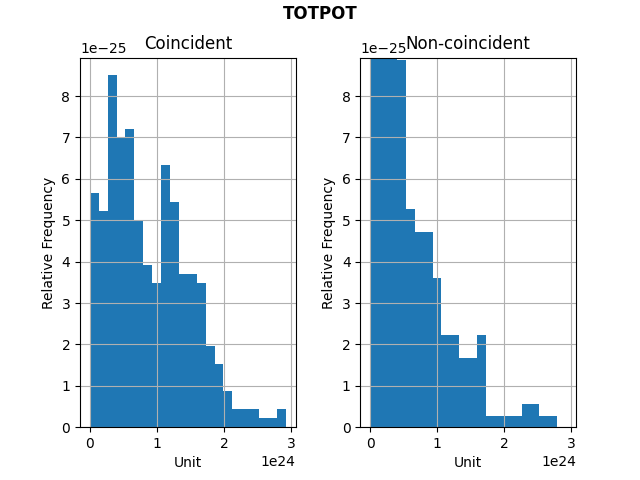 TOTPOT
Coincident
Non-coincident
1e−25
1e−25
8
7
6
5
4
3
2
1
0
8
7
6
5
4
3
2
1
0
Relative Frequency
Relative Frequency
0 1 2 3
0 1 2 3
1e24
1e24
Unit
Unit